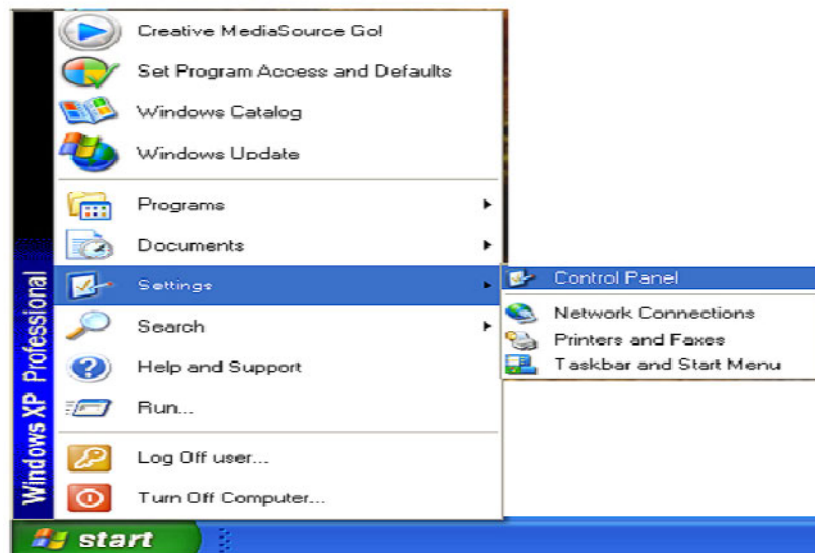 Creative MediaSource Go!
Set Program Access and Defaults
Windows Catalog
Windows Update
Programs
Documents
Settings
Search
Help and Support
Run...
Log Off user...
Turn Off Computer...
Control Panel
Network Connections
Printers and Faxes
Taskbar and Start Menu
Windows XP Professional
start